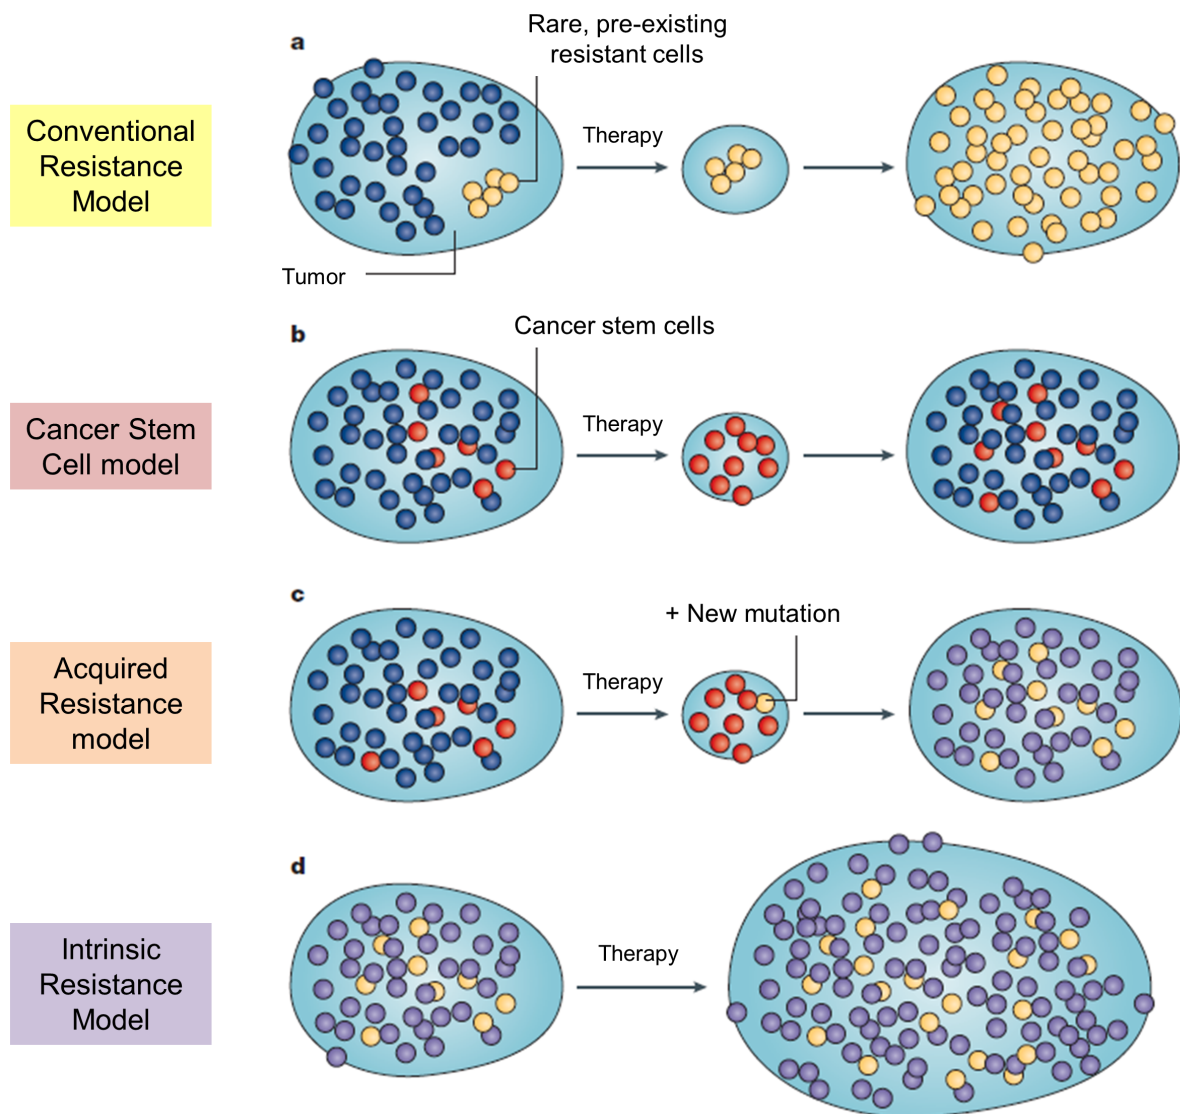 a
Rare, pre-existing
resistant cells
Conventional
Resistance
Model
Therapy
Tumor
b
Cancer stem cells
Cancer Stem
Cell model
Therapy
c
+ New mutation
Acquired
Resistance
model
Therapy
d
Intrinsic
Resistance
Model
Therapy